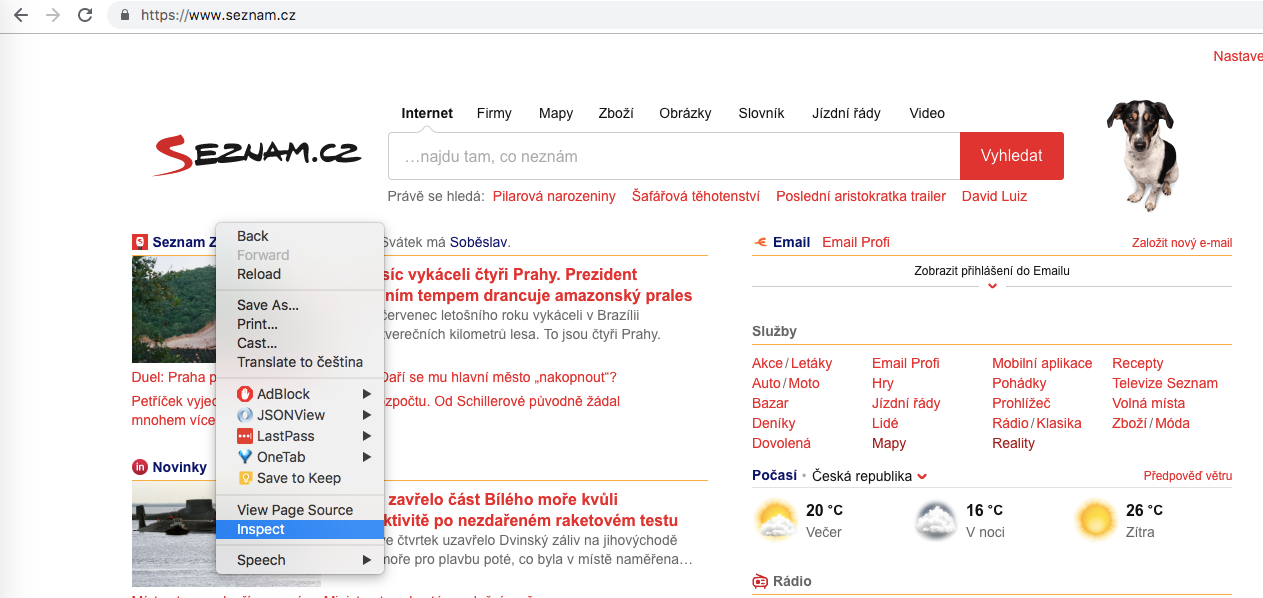 https://www.seznam.cz
Nastave
Internet Firmy Mapy Zboží Obrázky Slovník Jízdní řády Video
SEZNAM.CZ
…najdu tam, co neznám Vyhledat
Právě se hledá: Pilarová narozeniny Šafářová těhotenství Poslední aristokratka trailer David Luiz
Seznam Z
Svátek má Soběslav.
síc vykáceli čtyři Prahy. Prezident
ním tempem drancuje amazonský prales
červenec letošního roku vykáceli v Brazílii
tverečních kilometrů lesa. To jsou čtyři Prahy.
Duel: Praha p
Daří se mu hlavní město „nakopnout“?
Petříček vyjec
zpočtu. Od Schillerové původně žádal
mnohem více
Novinky
zavřelo část Bílého moře kvůli
ktivitě po nezdařeném raketovém testu
ve čtvrtek uzavřelo Dvinský záliv na jihovýchodě
moře pro plavbu poté, co byla v místě naměřena…
Back
Forward
Reload
Save As...
Print...
Cast...
Translate to čeština
AdBlock
JSONView
LastPass
OneTab
Save to Keep
View Page Source
Inspect
Speech
Email Email Profi Založit nový e-mail
Zobrazit přihlášení do Emailu
Služby
Akce/Letáky Email Profi Mobilní aplikace Recepty
Auto/Moto Hry Pohádky Televize Seznam
Bazar Jízdní řády Prohlížeč Volná místa
Deníky Lidé Rádio/Klasika Zboží/Móda
Dovolená Mapy Reality
Počasí • Česká republika Předpověď větru
20 °C 16 °C 26 °C
Večer V noci Zítra
Rádio